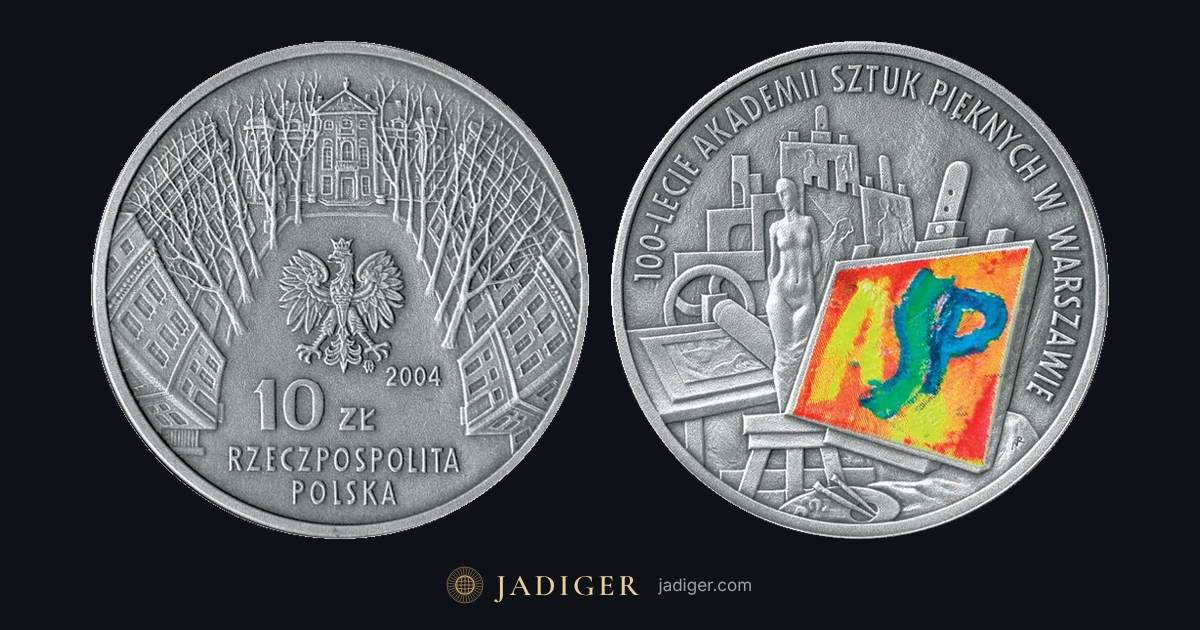 10 ZŁ
2004
RZECZPOSPOLITA
POLSKA
100-LECIE AKADEMII SZTUK PIĘKNYCH W WARSZAWIE
ASP
JADIGER
jadiger.com